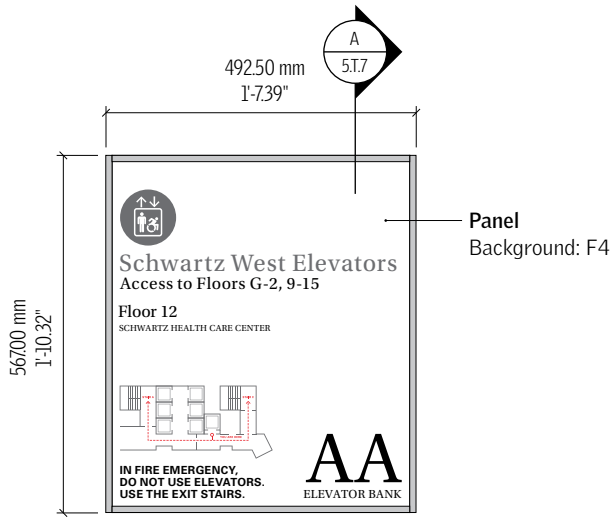 A
5.T.7
492.50 mm
1'-7.39"
567.00 mm
1'-10.32"
Panel
Background: F4
Schwartz West Elevators
Access to Floors G-2, 9-15
Floor 12
SCHWARTZ HEALTH CARE CENTER
IN FIRE EMERGENCY,
DO NOT USE ELEVATORS.
USE THE EXIT STAIRS.
AA
ELEVATOR BANK